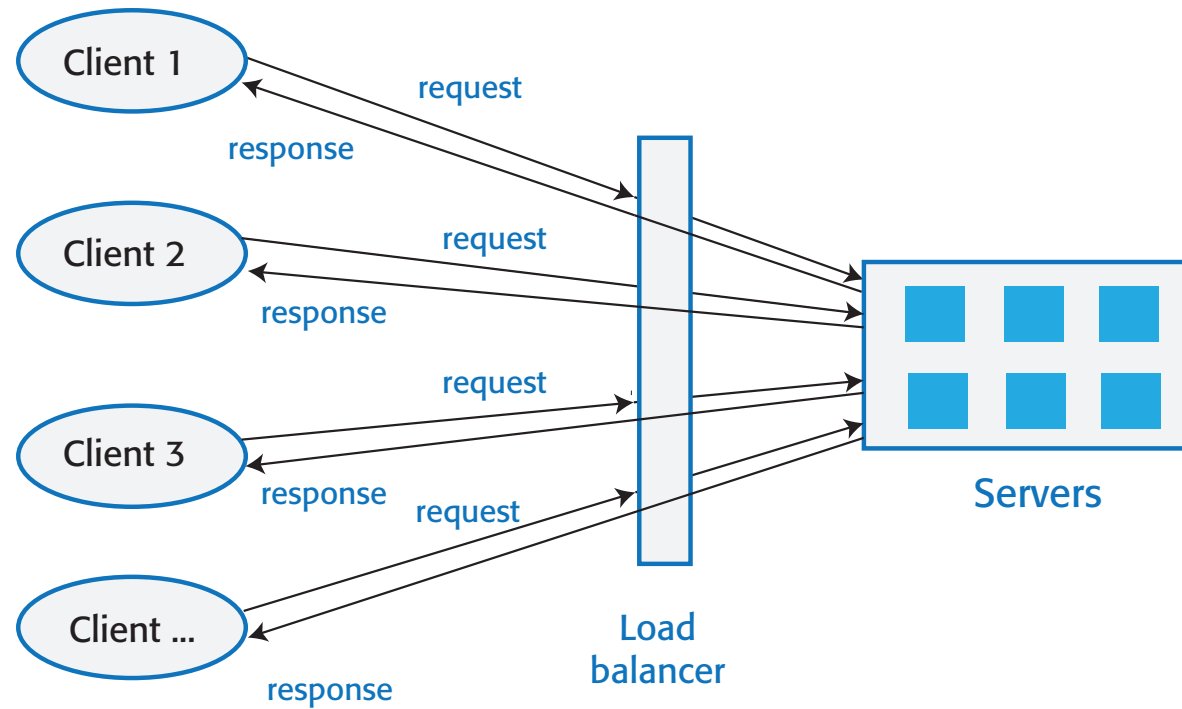 Client 1
request
response
Client 2
request
response
Client 3
request
response
request
Client ...
response
Load
balancer
Servers